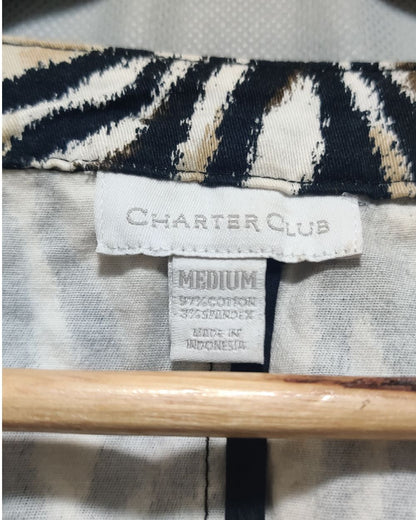 CHARTER CLUB
MEDIUM
97% COTTON
3% SPANDEX
MADE IN
INDONESIA